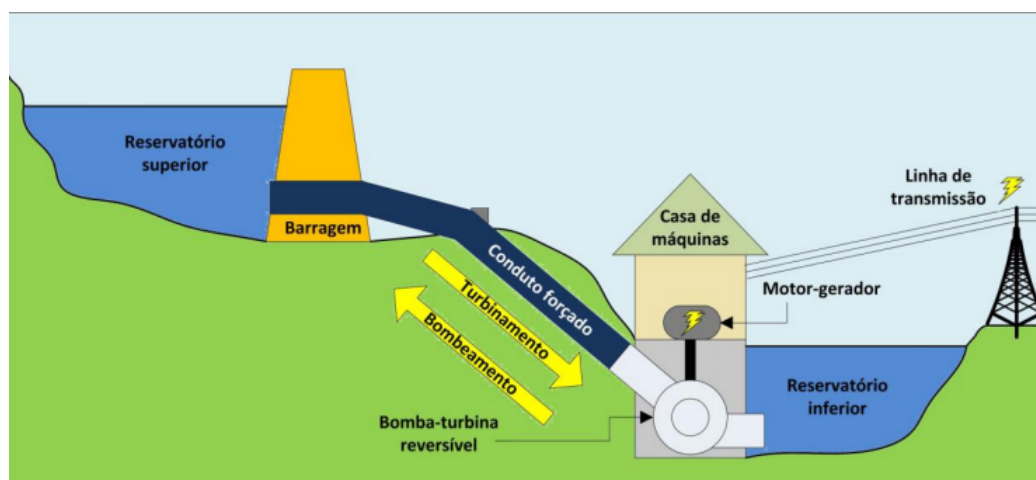 Reservatório
superior
Barragem
Conduto forçado
Turbinamento
Bombeamento
Bomba-turbina
reversível
Casa de
máquinas
Motor-gerador
Linha de
transmissão
Reservatório
inferior